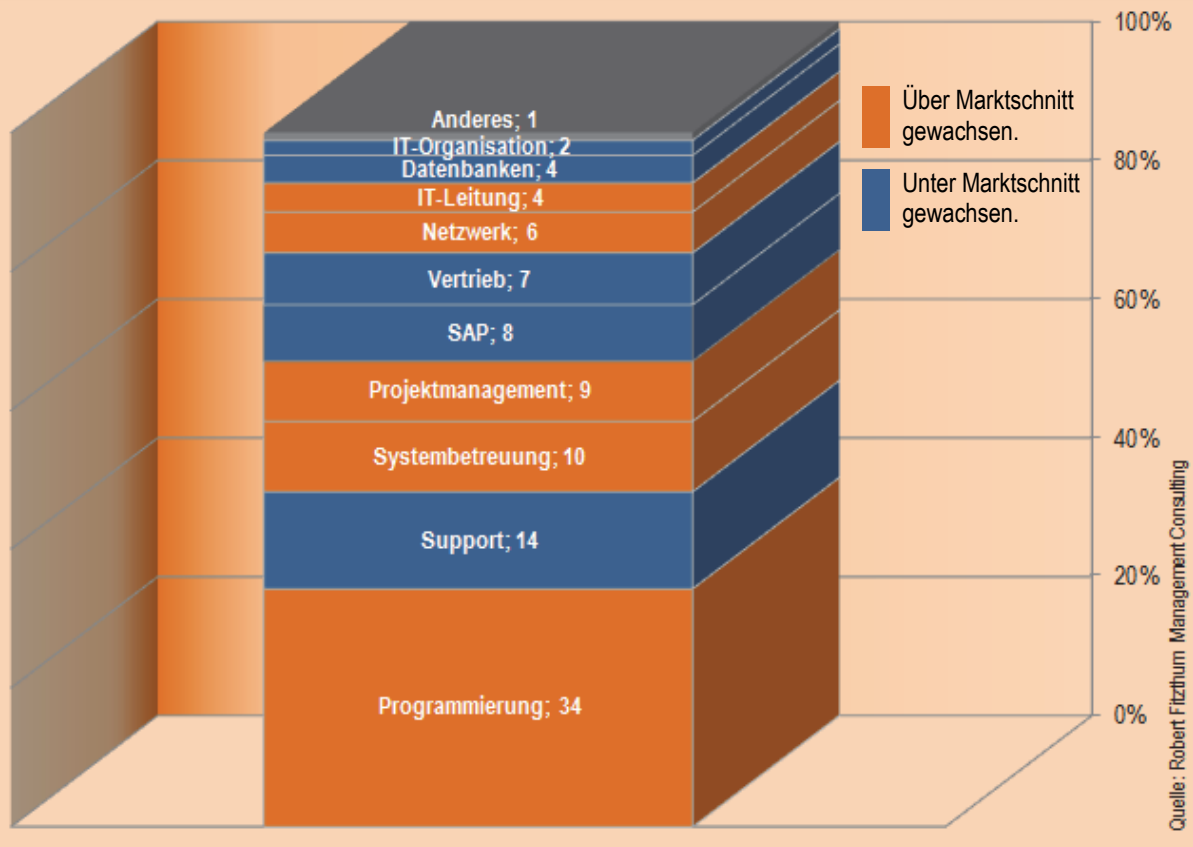 100%
80%
60%
40%
20%
0%
Über Marktschnitt
gewachsen.
Unter Marktschnitt
gewachsen.
Anderes; 1
IT-Organisation; 2
Datenbanken; 4
IT-Leitung; 4
Netzwerk; 6
Vertrieb; 7
SAP; 8
Projektmanagement; 9
Systembetreuung; 10
Support; 14
Programmierung; 34
Quelle: Robert Fitzthum Management Consulting